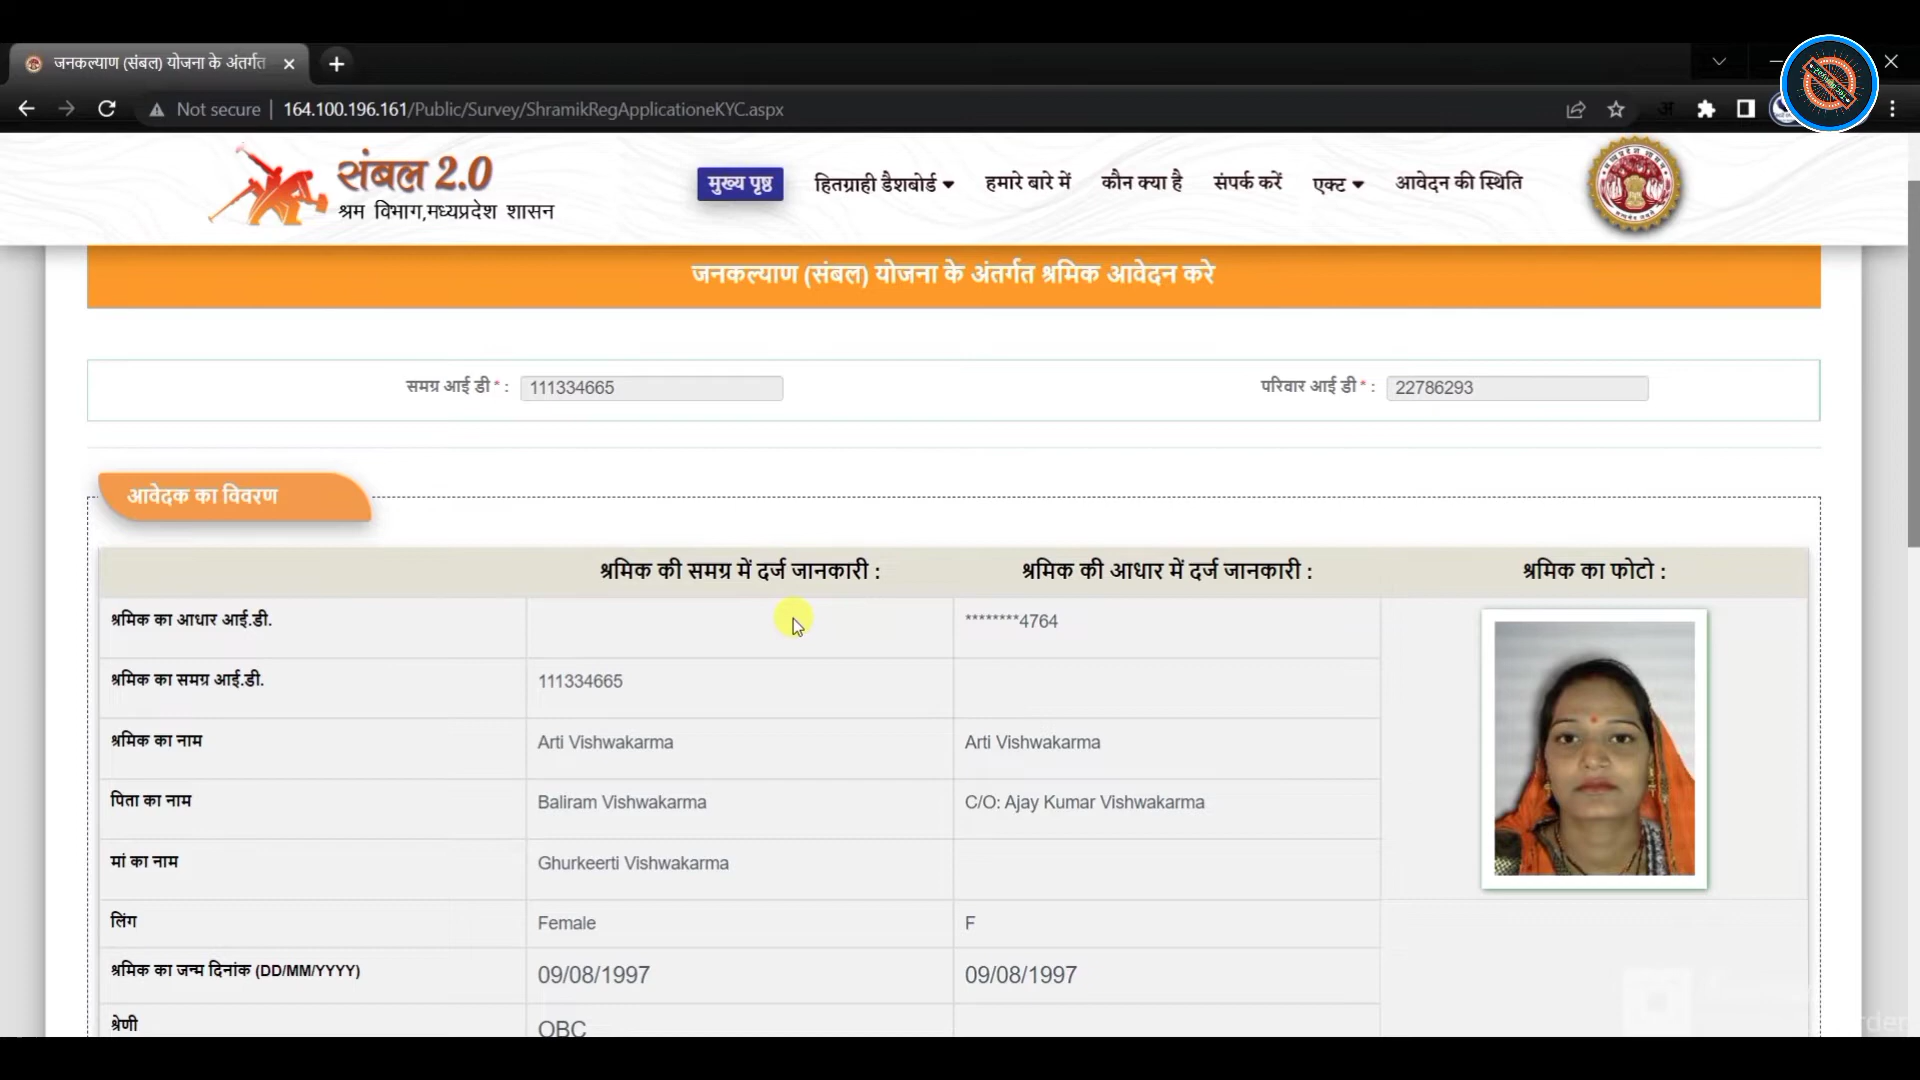 जनकल्याण (संबल) योजना के अंतर्गत
Not secure | 164.100.196.161/Public/Survey/ShramikRegApplicationeKYC.aspx
संबल 2.0
श्रम विभाग,मध्यप्रदेश शासन
मुख्य पृष्ठ हितग्राही डैशबोर्ड हमारे बारे में कौन क्या है संपर्क करें एक्ट आवेदन की स्थिति
जनकल्याण (संबल) योजना के अंतर्गत श्रमिक आवेदन करे
समग्र आई डी * : 111334665 परिवार आई डी * : 22786293
आवेदक का विवरण
श्रमिक की समग्र में दर्ज जानकारी : श्रमिक की आधार में दर्ज जानकारी : श्रमिक का फोटो :
श्रमिक का आधार आई.डी. ********4764
श्रमिक का समग्र आई.डी. 111334665
श्रमिक का नाम Arti Vishwakarma Arti Vishwakarma
पिता का नाम Baliram Vishwakarma C/O: Ajay Kumar Vishwakarma
मां का नाम Ghurkeerti Vishwakarma
लिंग Female F
श्रमिक का जन्म दिनांक (DD/MM/YYYY) 09/08/1997 09/08/1997
श्रेणी OBC